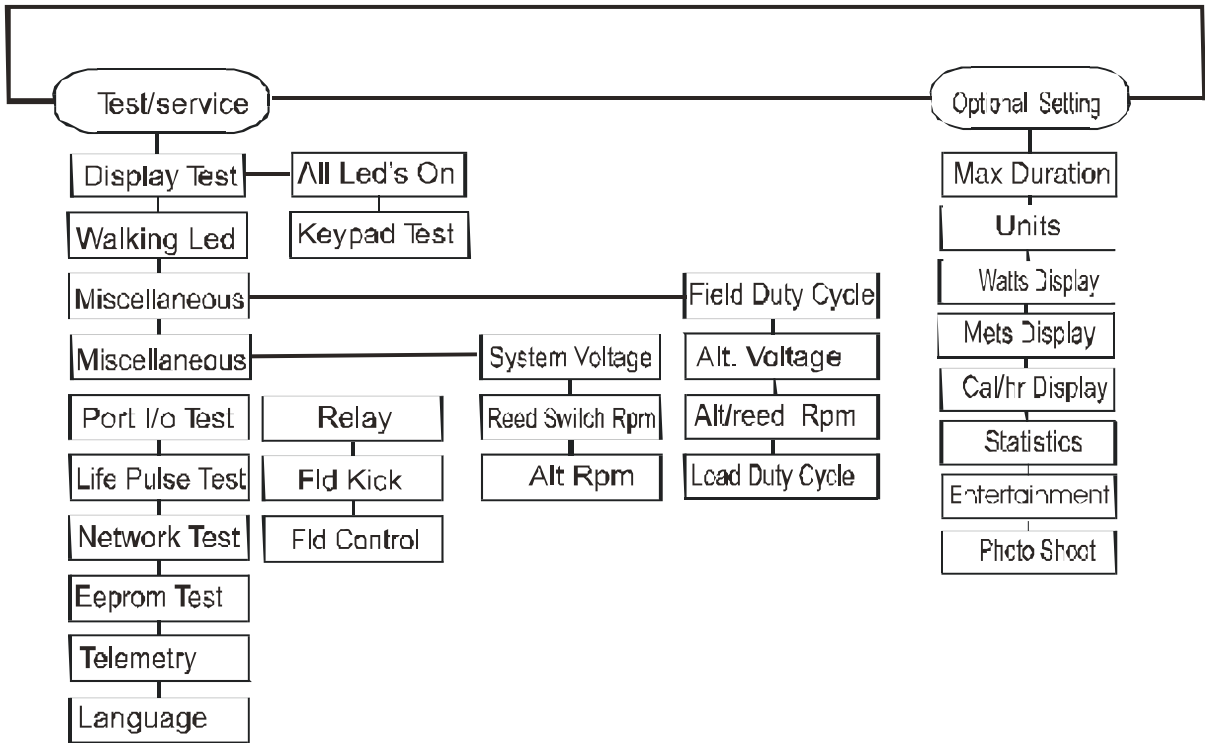 Test/service
Optional Setting
Display Test
All Led's On
Max Duration
Walking Led
Keypad Test
Units
Miscellaneous
Field Duty Cycle
Watts Display
Miscellaneous
System Voltage
Alt. Voltage
Mets Display
Port I/o Test
Relay
Reed Switch Rpm
Alt/reed Rpm
Cal/hr Display
Life Pulse Test
Fld Kick
Alt Rpm
Load Duty Cycle
Statistics
Network Test
Fld Control
Entertainment
Eeprom Test
Photo Shoot
Telemetry
Language